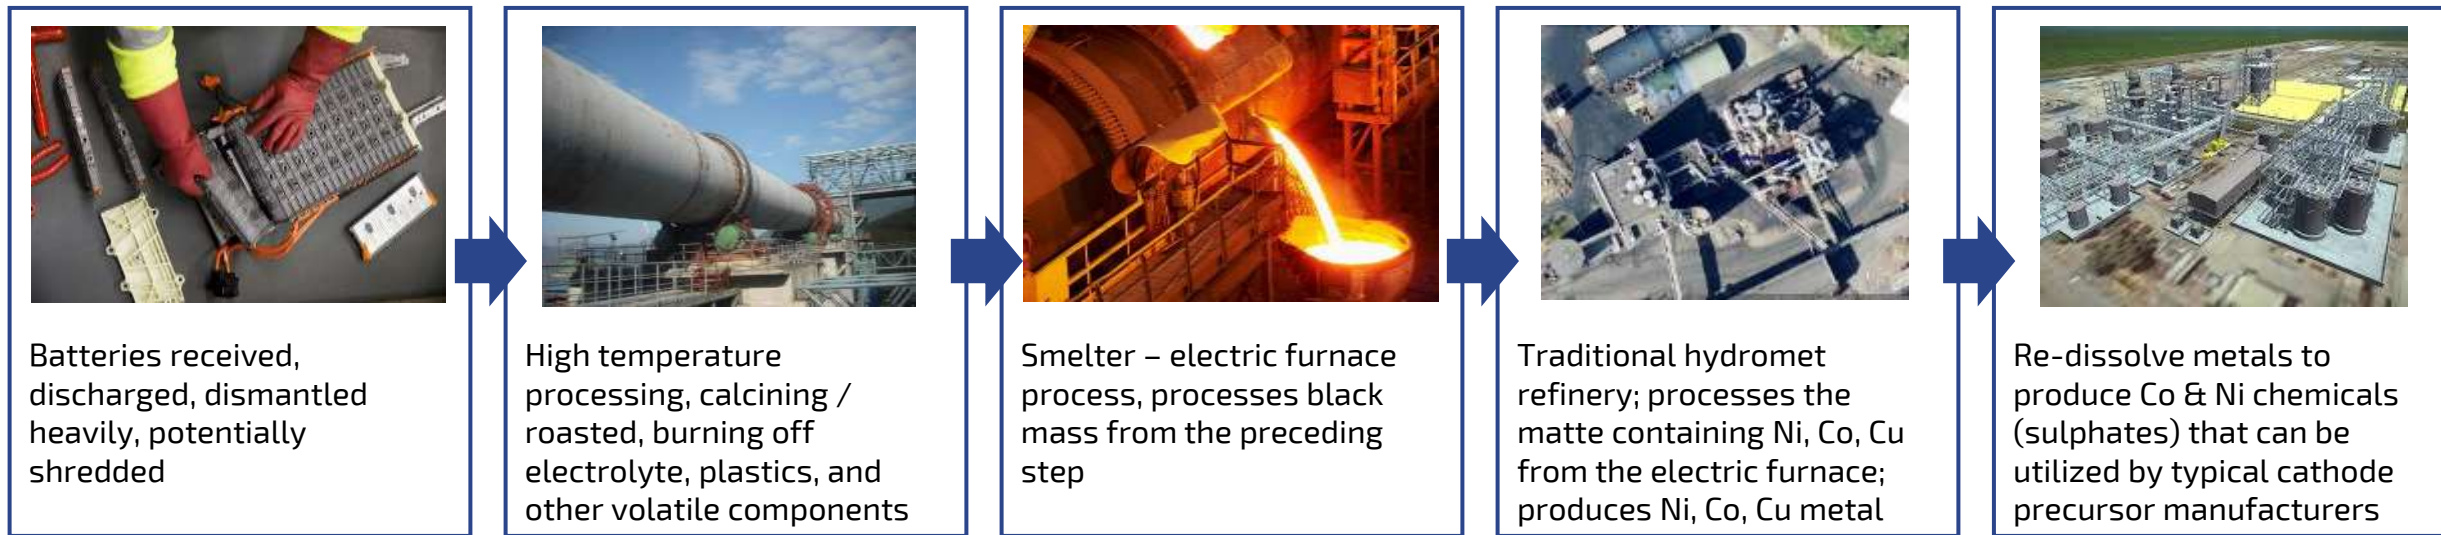 Batteries received,
discharged, dismantled
heavily, potentially
shredded
High temperature
processing, calcining /
roasted, burning off
electrolyte, plastics, and
other volatile components
Smelter – electric furnace
process, processes black
mass from the preceding
step
Traditional hydromet
refinery; processes the
matte containing Ni, Co, Cu
from the electric furnace;
produces Ni, Co, Cu metal
Re-dissolve metals to
produce Co & Ni chemicals
(sulphates) that can be
utilized by typical cathode
precursor manufacturers